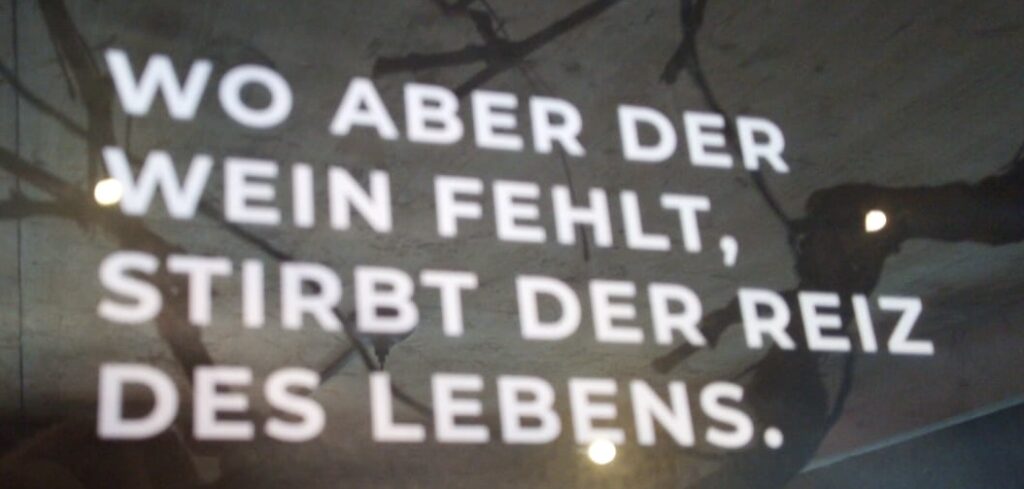 WO ABER DER
WEIN FEHLT,
STIRBT DER REIZ
DES LEBENS.